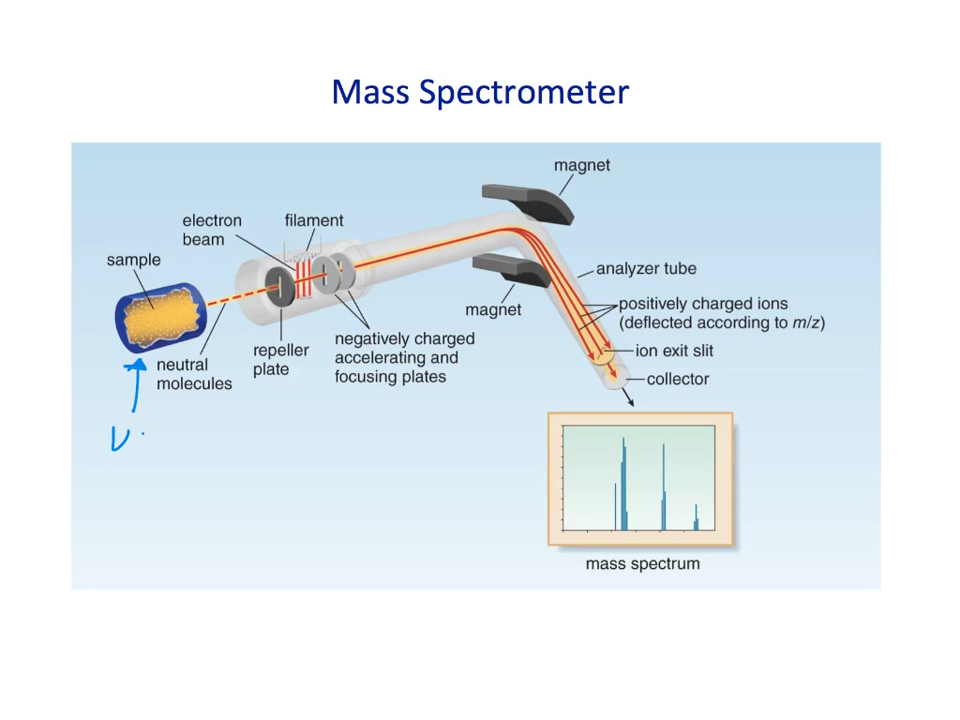 Mass Spectrometer
magnet
electron
beam
filament
sample
analyzer tube
magnet
positively charged ions
(deflected according to m/z)
negatively charged
accelerating and
focusing plates
repeller
plate
neutral
molecules
ion exit slit
collector
mass spectrum